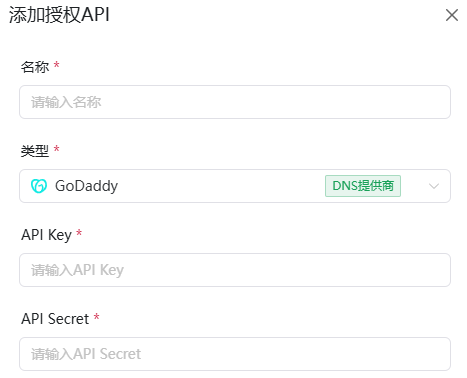 添加授权API
名称 *
请输入名称
类型 *
GoDaddy DNS提供商
API Key *
请输入API Key
API Secret *
请输入API Secret